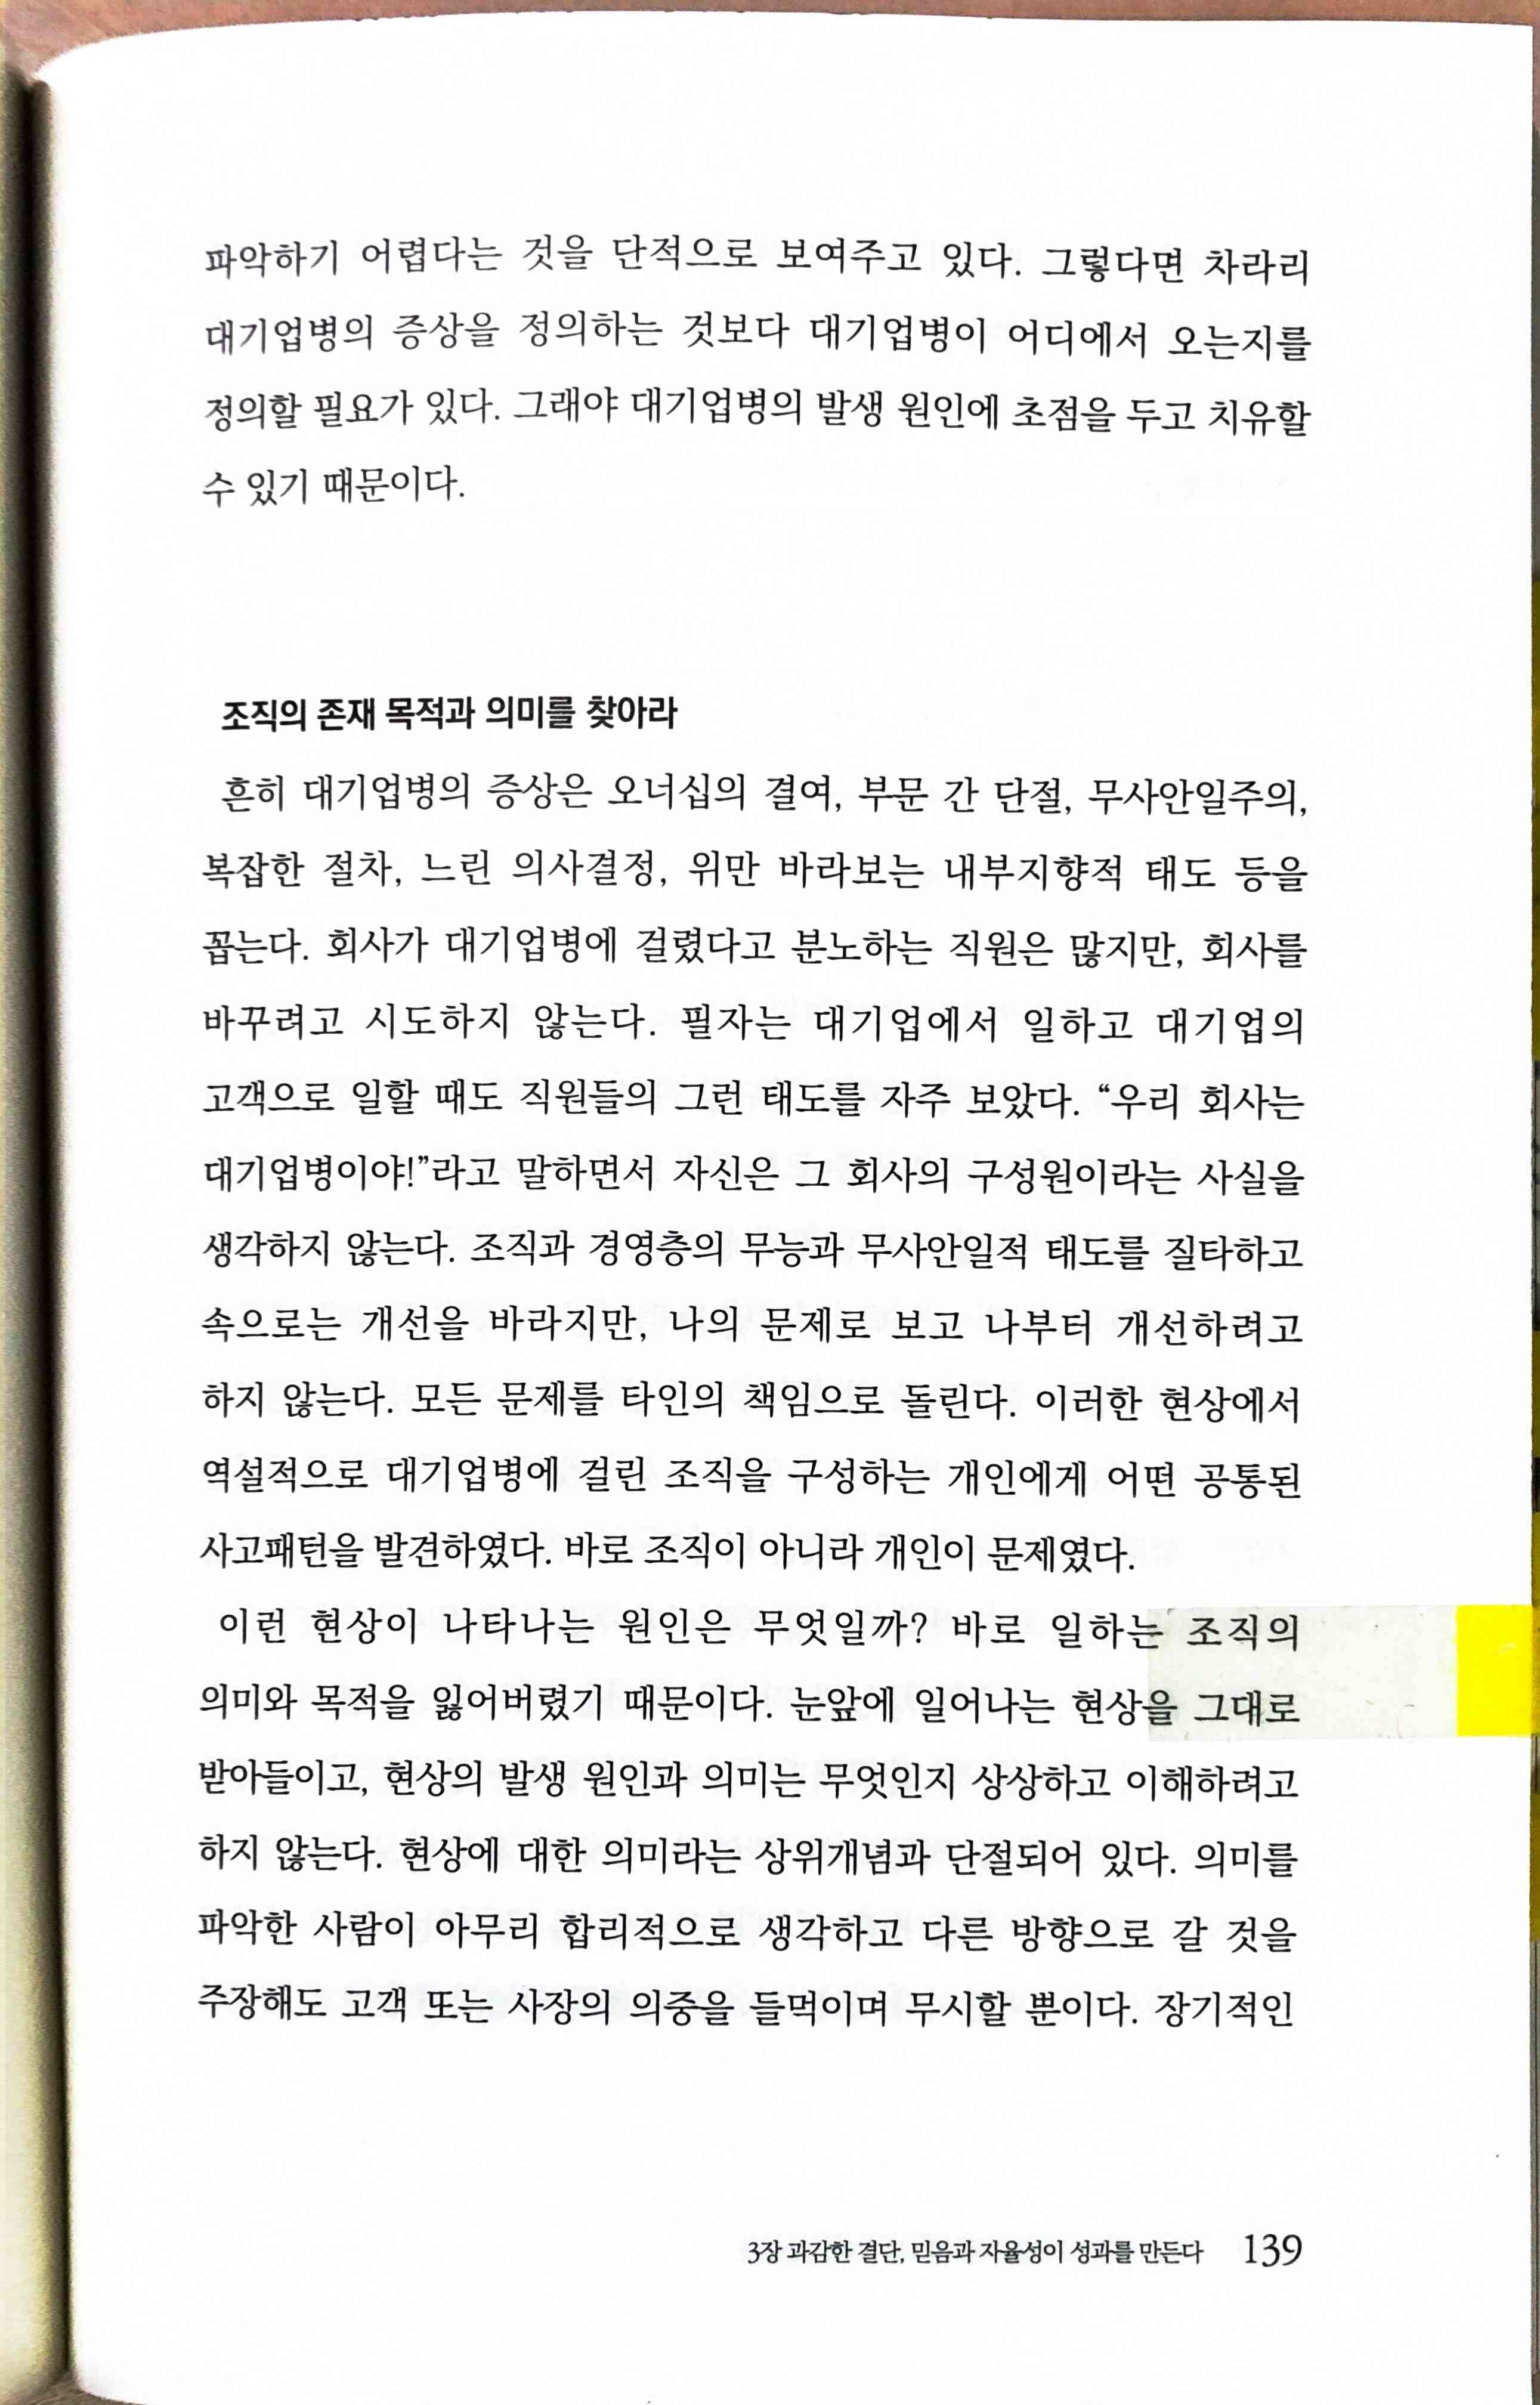 파악하기 어렵다는 것을 단적으로 보여주고 있다. 그렇다면 차라리
대기업병의 증상을 정의하는 것보다 대기업병이 어디에서 오는지를
정의할 필요가 있다. 그래야 대기업병의 발생 원인에 초점을 두고 치유할
수 있기 때문이다.
조직의 존재 목적과 의미를 찾아라
흔히 대기업병의 증상은 오너십의 결여, 부문 간 단절, 무사안일주의,
복잡한 절차, 느린 의사결정, 위만 바라보는 내부지향적 태도 등을
꼽는다. 회사가 대기업병에 걸렸다고 분노하는 직원은 많지만, 회사를
바꾸려고 시도하지 않는다. 필자는 대기업에서 일하고 대기업의
고객으로 일할 때도 직원들의 그런 태도를 자주 보았다. “우리 회사는
대기업병이야!”라고 말하면서 자신은 그 회사의 구성원이라는 사실을
생각하지 않는다. 조직과 경영층의 무능과 무사안일적 태도를 질타하고
속으로는 개선을 바라지만, 나의 문제로 보고 나부터 개선하려고
하지 않는다. 모든 문제를 타인의 책임으로 돌린다. 이러한 현상에서
역설적으로 대기업병에 걸린 조직을 구성하는 개인에게 어떤 공통된
사고패턴을 발견하였다. 바로 조직이 아니라 개인이 문제였다.
이런 현상이 나타나는 원인은 무엇일까? 바로 일하는 조직의
의미와 목적을 잃어버렸기 때문이다. 눈앞에 일어나는 현상을 그대로
받아들이고, 현상의 발생 원인과 의미는 무엇인지 상상하고 이해하려고
하지 않는다. 현상에 대한 의미라는 상위개념과 단절되어 있다. 의미를
파악한 사람이 아무리 합리적으로 생각하고 다른 방향으로 갈 것을
주장해도 고객 또는 사장의 의중을 들먹이며 무시할 뿐이다. 장기적인
3장 과감한 결단, 믿음과 자율성이 성과를 만든다 139